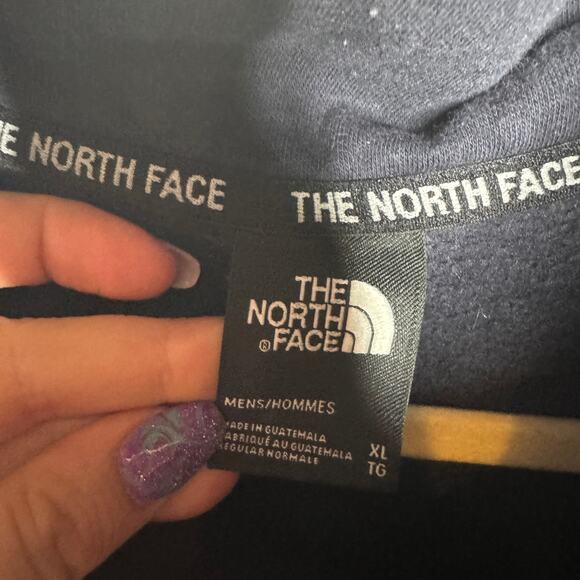 THE NORTH FACE
THE NORTH FACE
THE
NORTH
FACE
®
MENS/HOMMES
MADE IN GUATEMALA
FABRIQUÉ AU GUATEMALA
REGULAR NORMALE
XL
TG